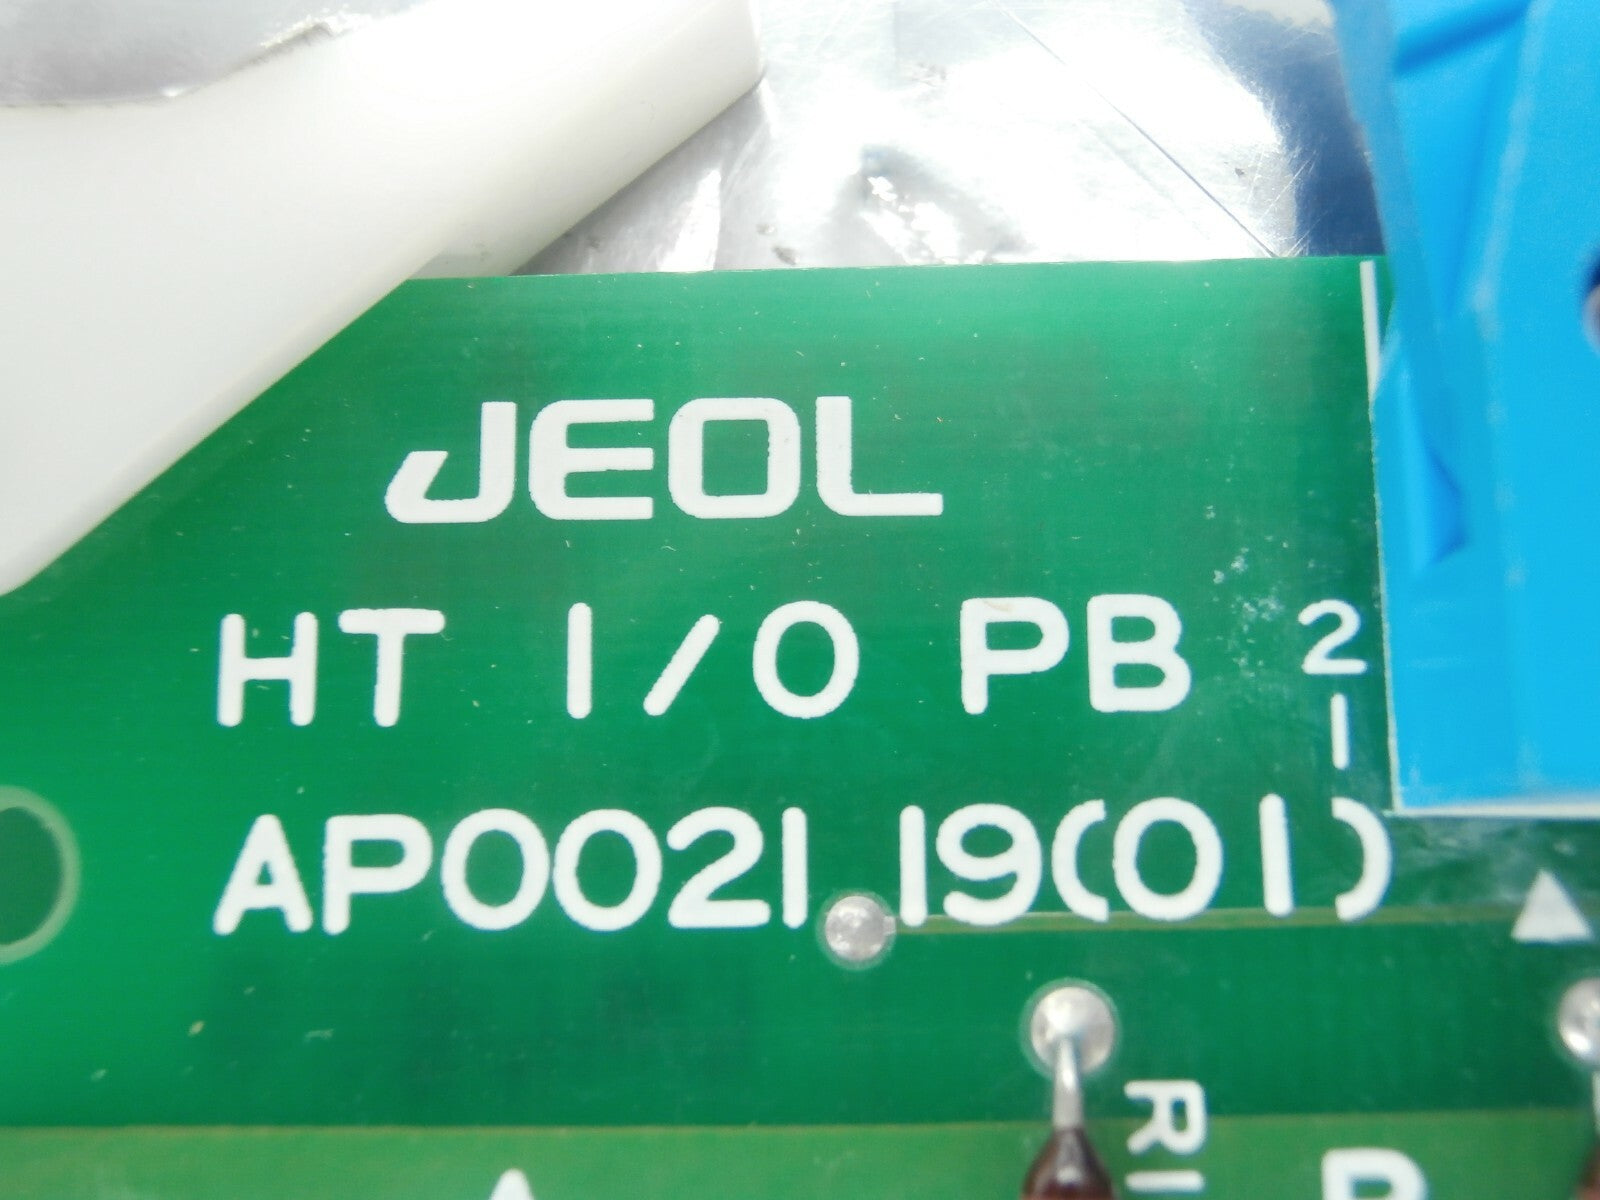 JEOL
HT I/O PB
2
1
AP002119(01)